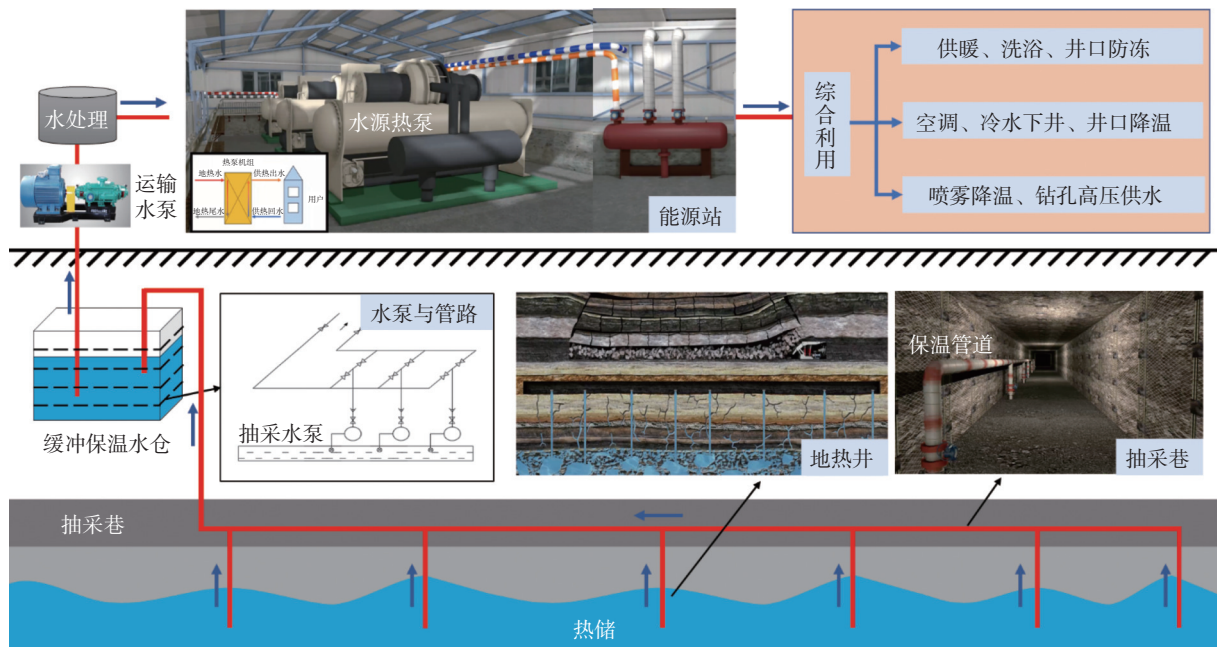 水处理
运输
水泵
水源热泵
热泵机组
地热水
供热出水
用户
地热尾水
供热回水
能源站
综合利用
供暖、洗浴、井口防冻
空调、冷水下井、井口降温
喷雾降温、钻孔高压供水
缓冲保温水仓
水泵与管路
抽采水泵
地热井
保温管道
抽采巷
抽采巷
热储